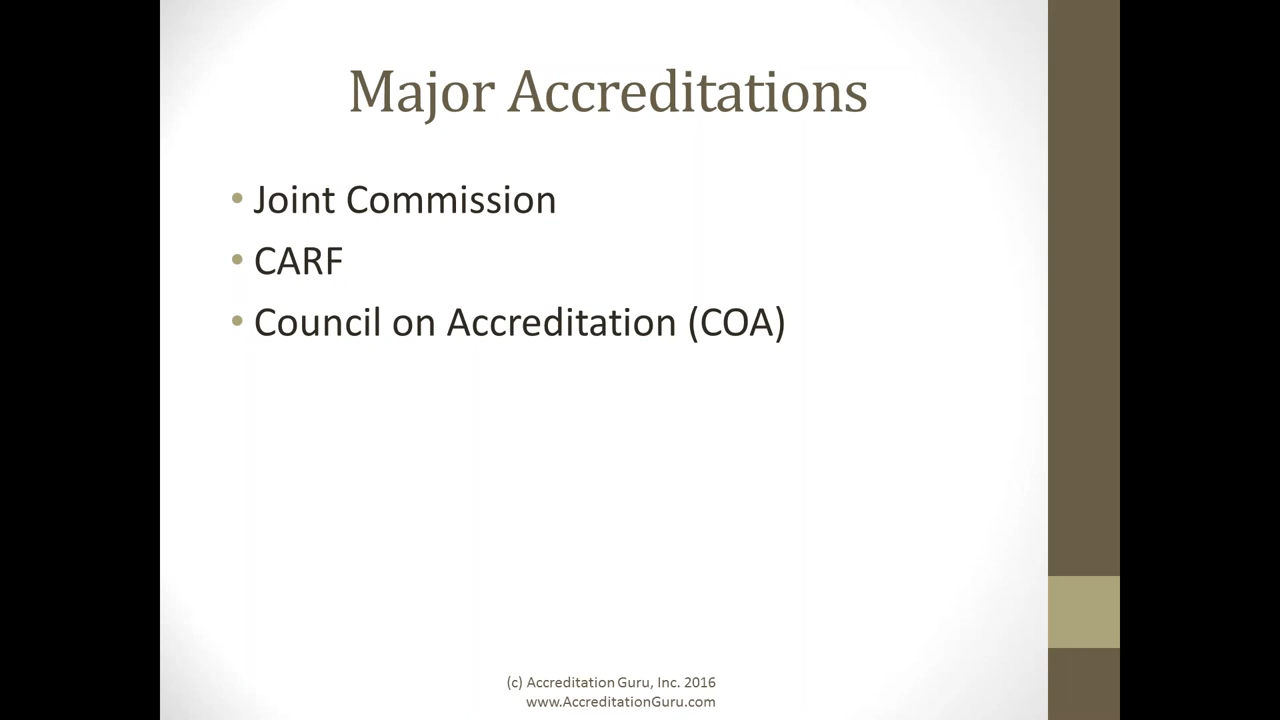 Major Accreditations
• Joint Commission
• CARF
• Council on Accreditation (COA)
(c) Accreditation Guru, Inc. 2016
www.AccreditationGuru.com